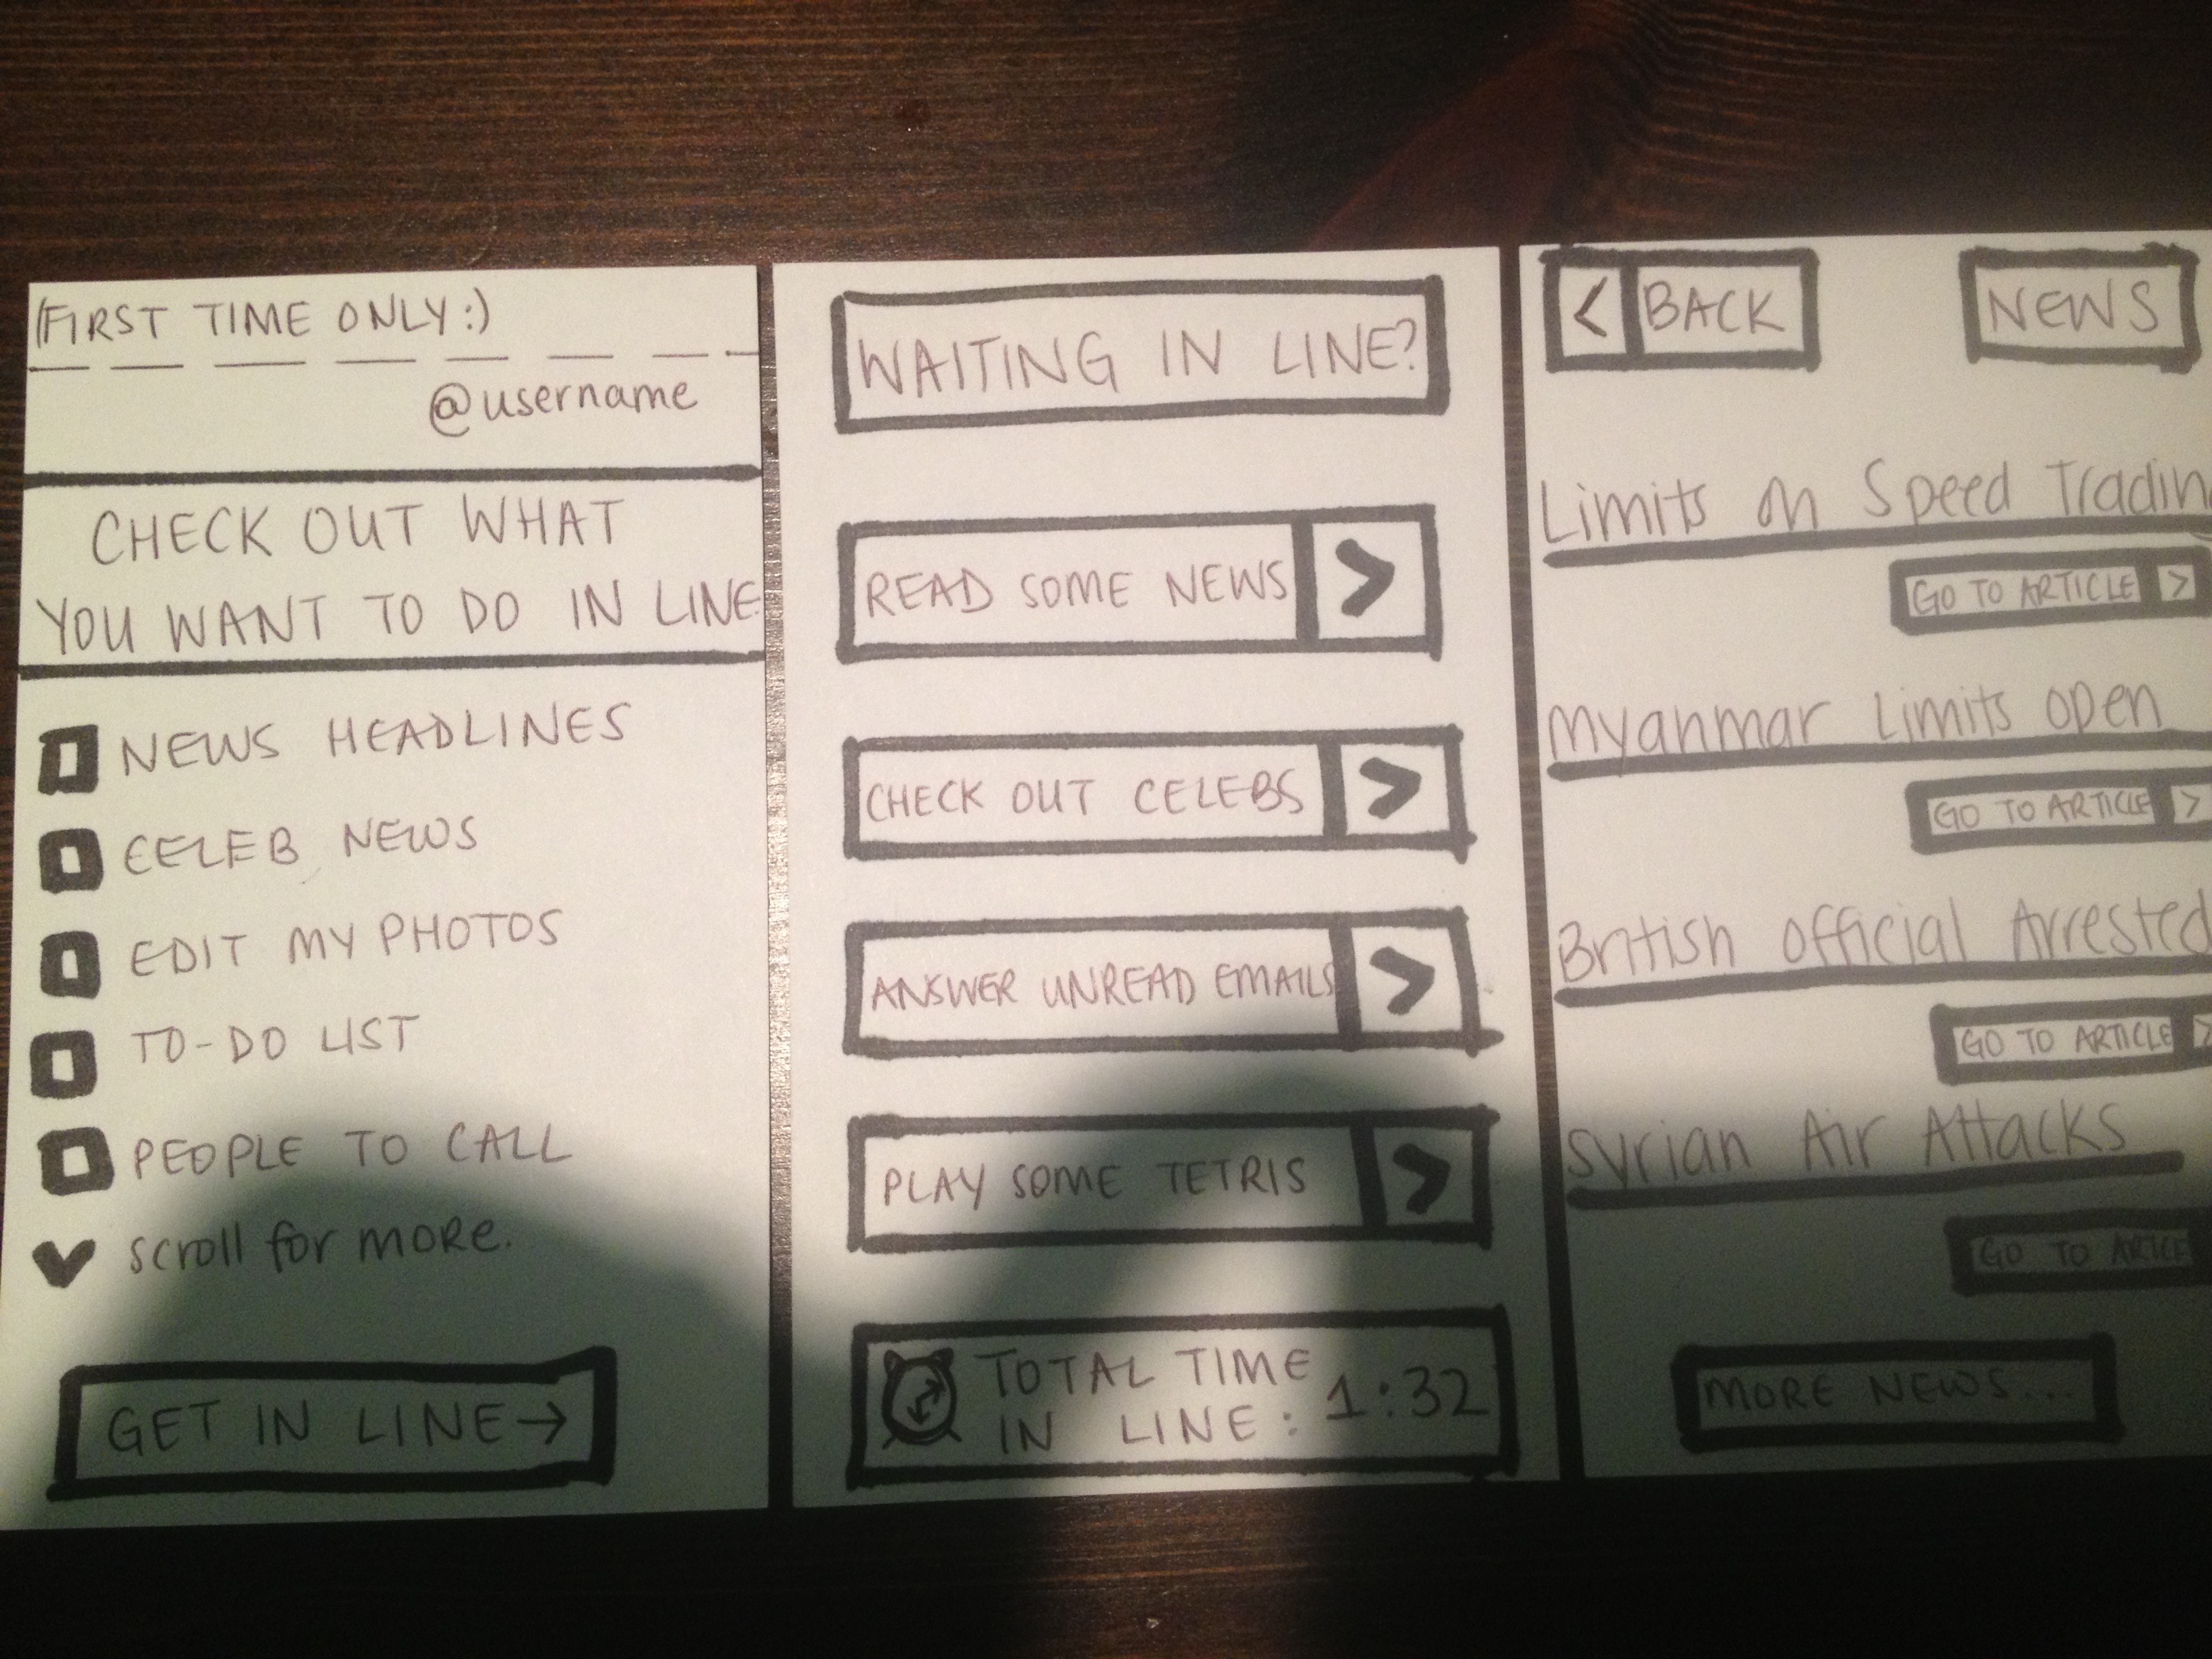 (FIRST TIME ONLY:)
@username
CHECK OUT WHAT
YOU WANT TO DO IN LINE
NEWS HEADLINES
CELEB NEWS
EDIT MY PHOTOS
TO-DO LIST
PEOPLE TO CALL
scroll for more.
GET IN LINE→
WAITING IN LINE?
READ SOME NEWS >
CHECK OUT CELEBS >
ANSWER UNREAD EMAILS >
PLAY SOME TETRIS >
TOTAL TIME
IN LINE: 1:32
< BACK
NEWS
Limits on Speed Trading
GO TO ARTICLE >
Myanmar Limits open
GO TO ARTICLE >
British Official Arrested
GO TO ARTICLE >
Syrian Air Attacks
GO TO ARTICLE
MORE NEWS...